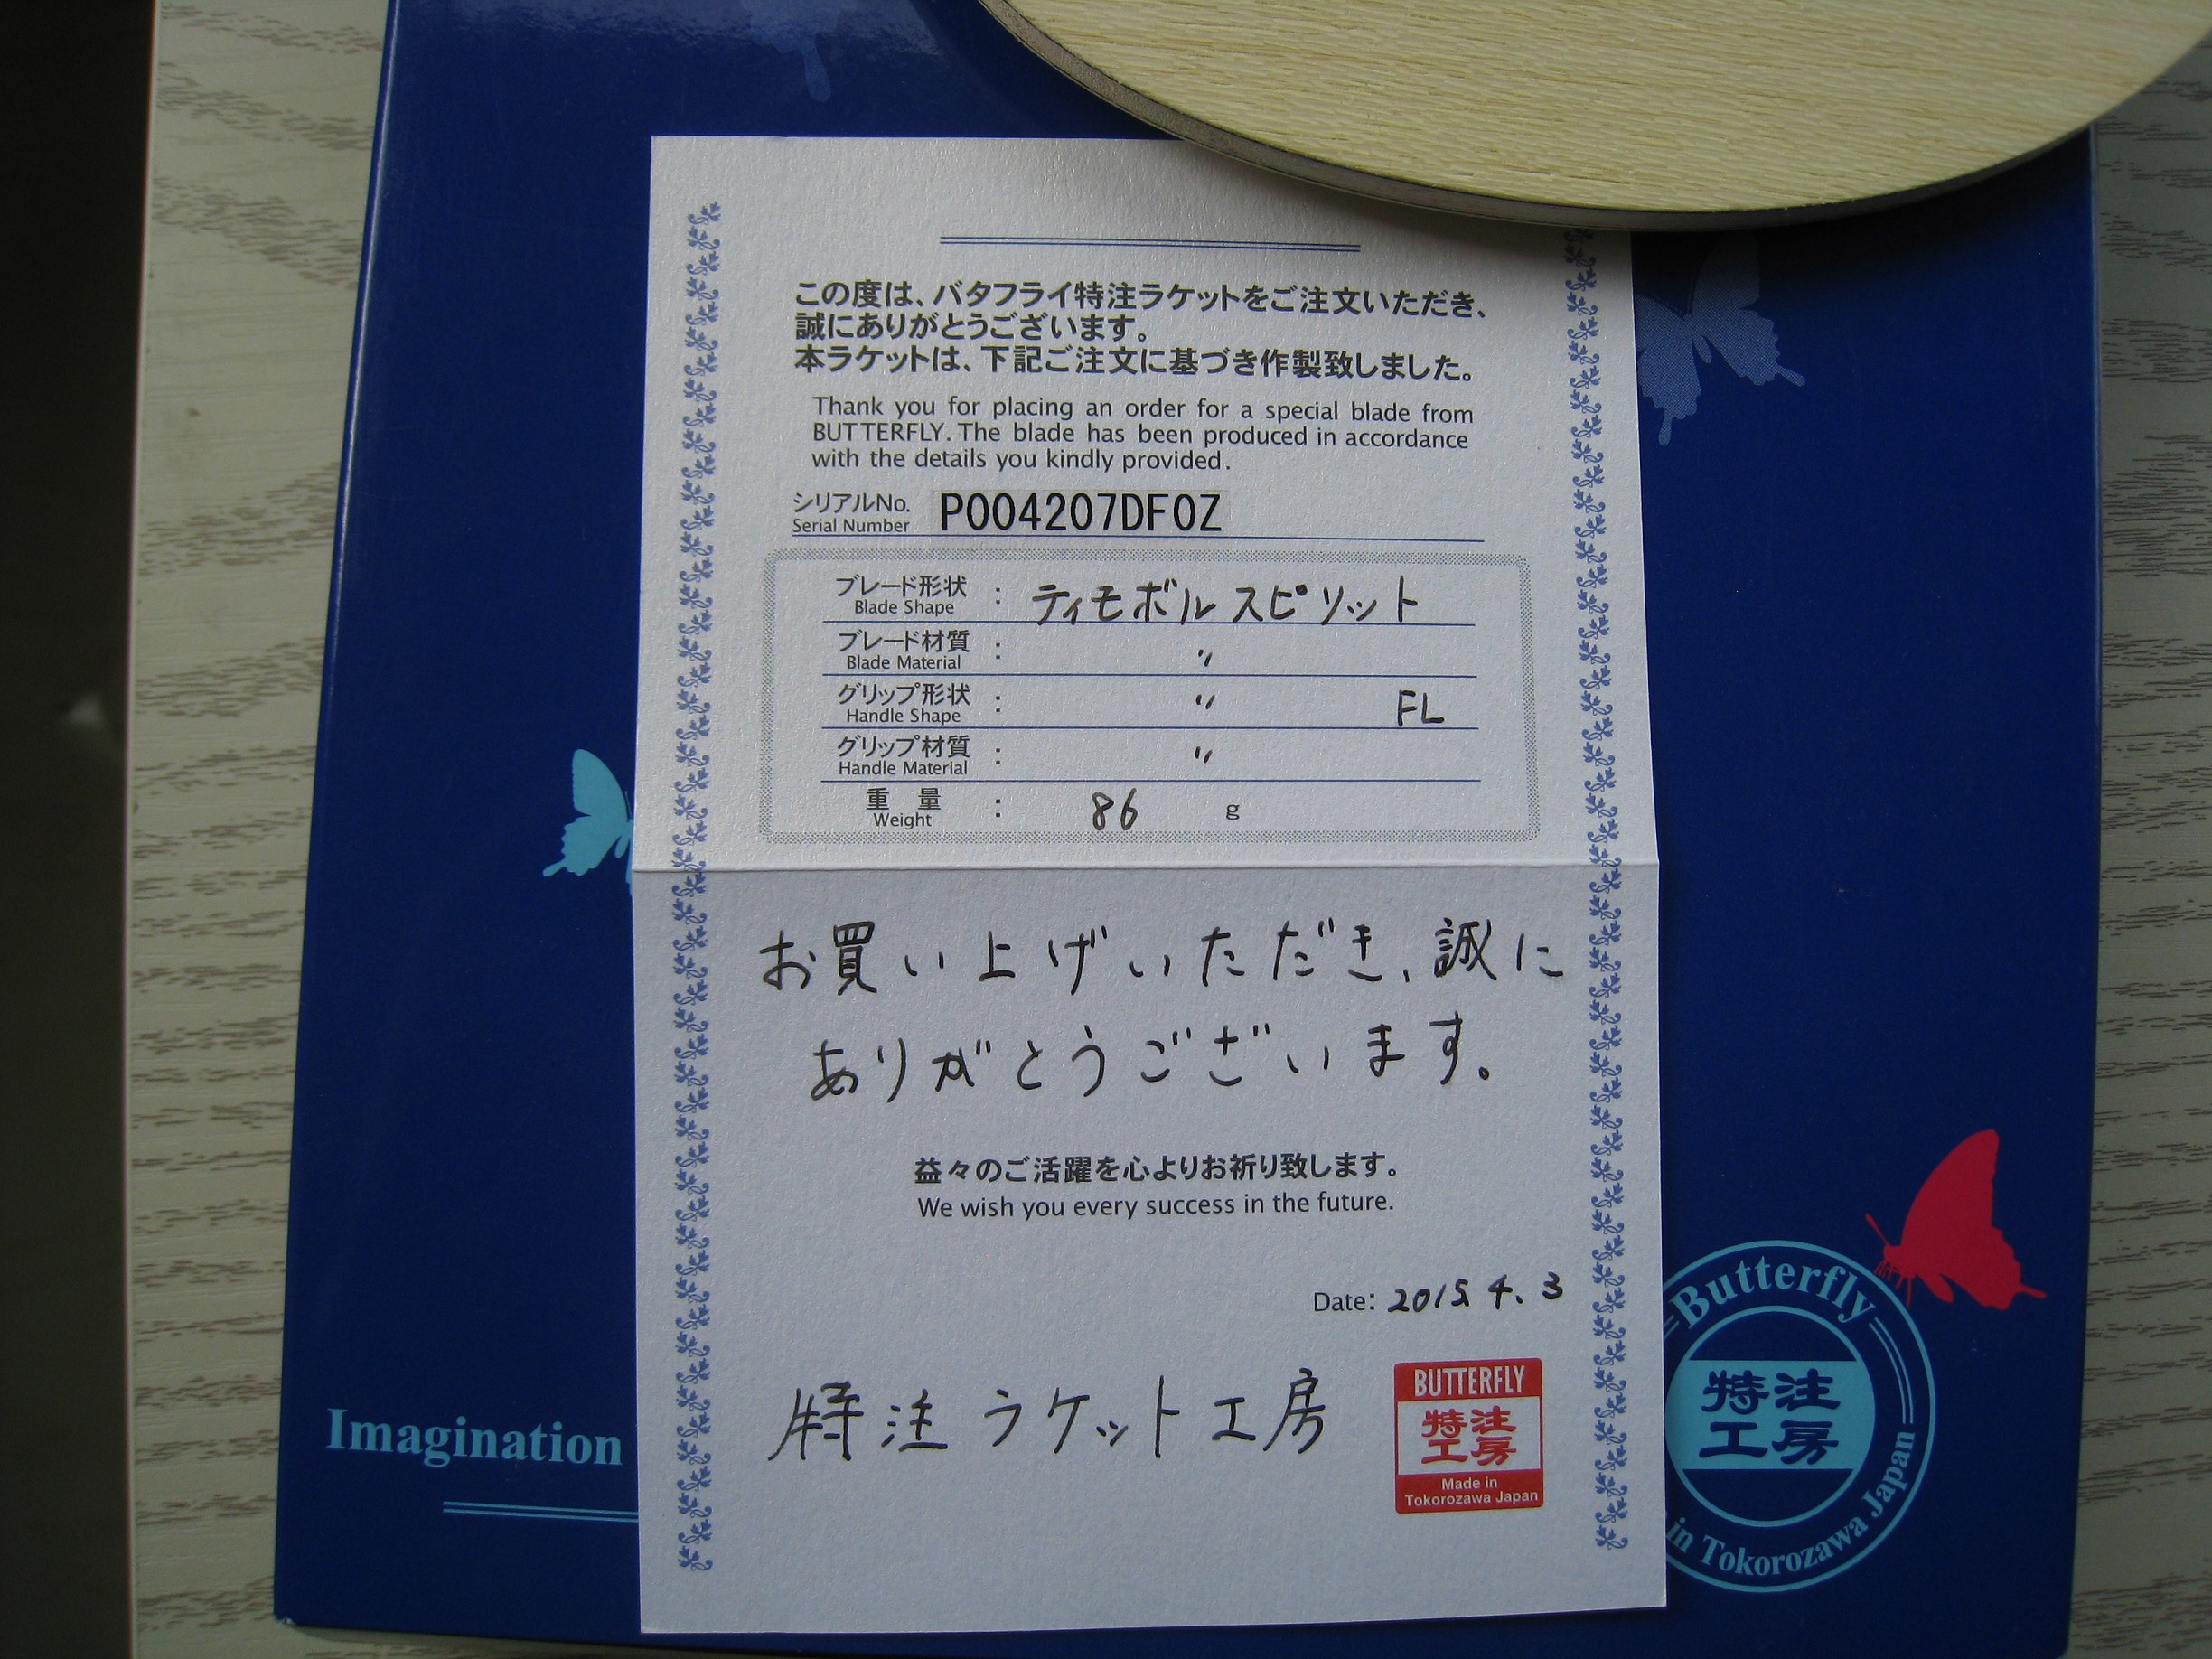 この度は、バタフライ特注ラケットをご注文いただき、
誠にありがとうございます。
本ラケットは、下記ご注文に基づき作製致しました。
Thank you for placing an order for a special blade from
BUTTERFLY. The blade has been produced in accordance
with the details you kindly provided.
シリアルNo.
Serial Number
P004207DF0Z
ブレード形状
Blade Shape
: ティモボルスピリット
ブレード材質
Blade Material
: 〃
グリップ形状
Handle Shape
: 〃 FL
グリップ材質
Handle Material
: 〃
重量
Weight
: 86 g
お買い上げいただき、誠に
ありがとうございます。
益々のご活躍を心よりお祈り致します。
We wish you every success in the future.
Date: 2015. 4. 3
特注ラケット工房
BUTTERFLY
特注
工房
Made in
Tokorozawa Japan
Imagination
Butterfly
特注
工房
in Tokorozawa Japan